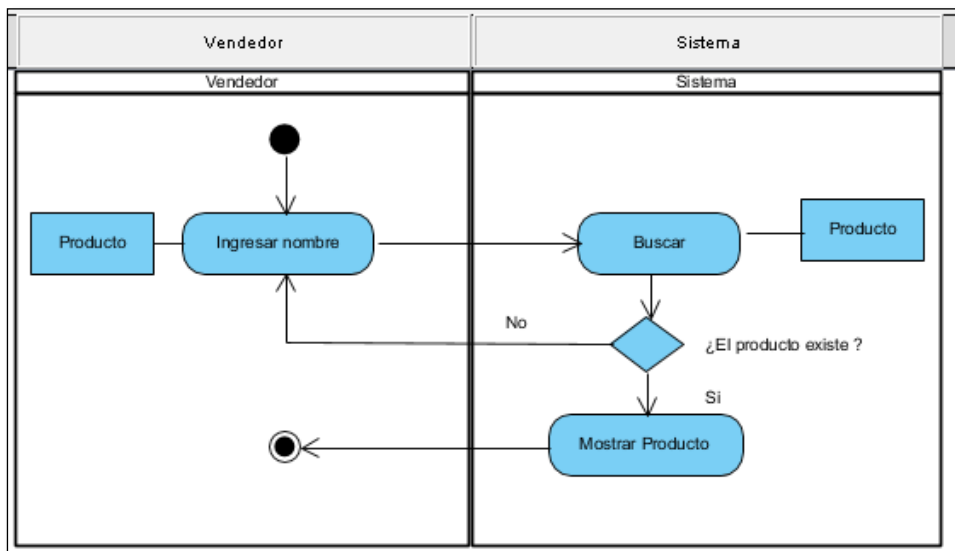 Vendedor
Sistema
Vendedor
Sistema
Producto
Ingresar nombre
Buscar
Producto
No
¿El producto existe ?
Si
Mostrar Producto